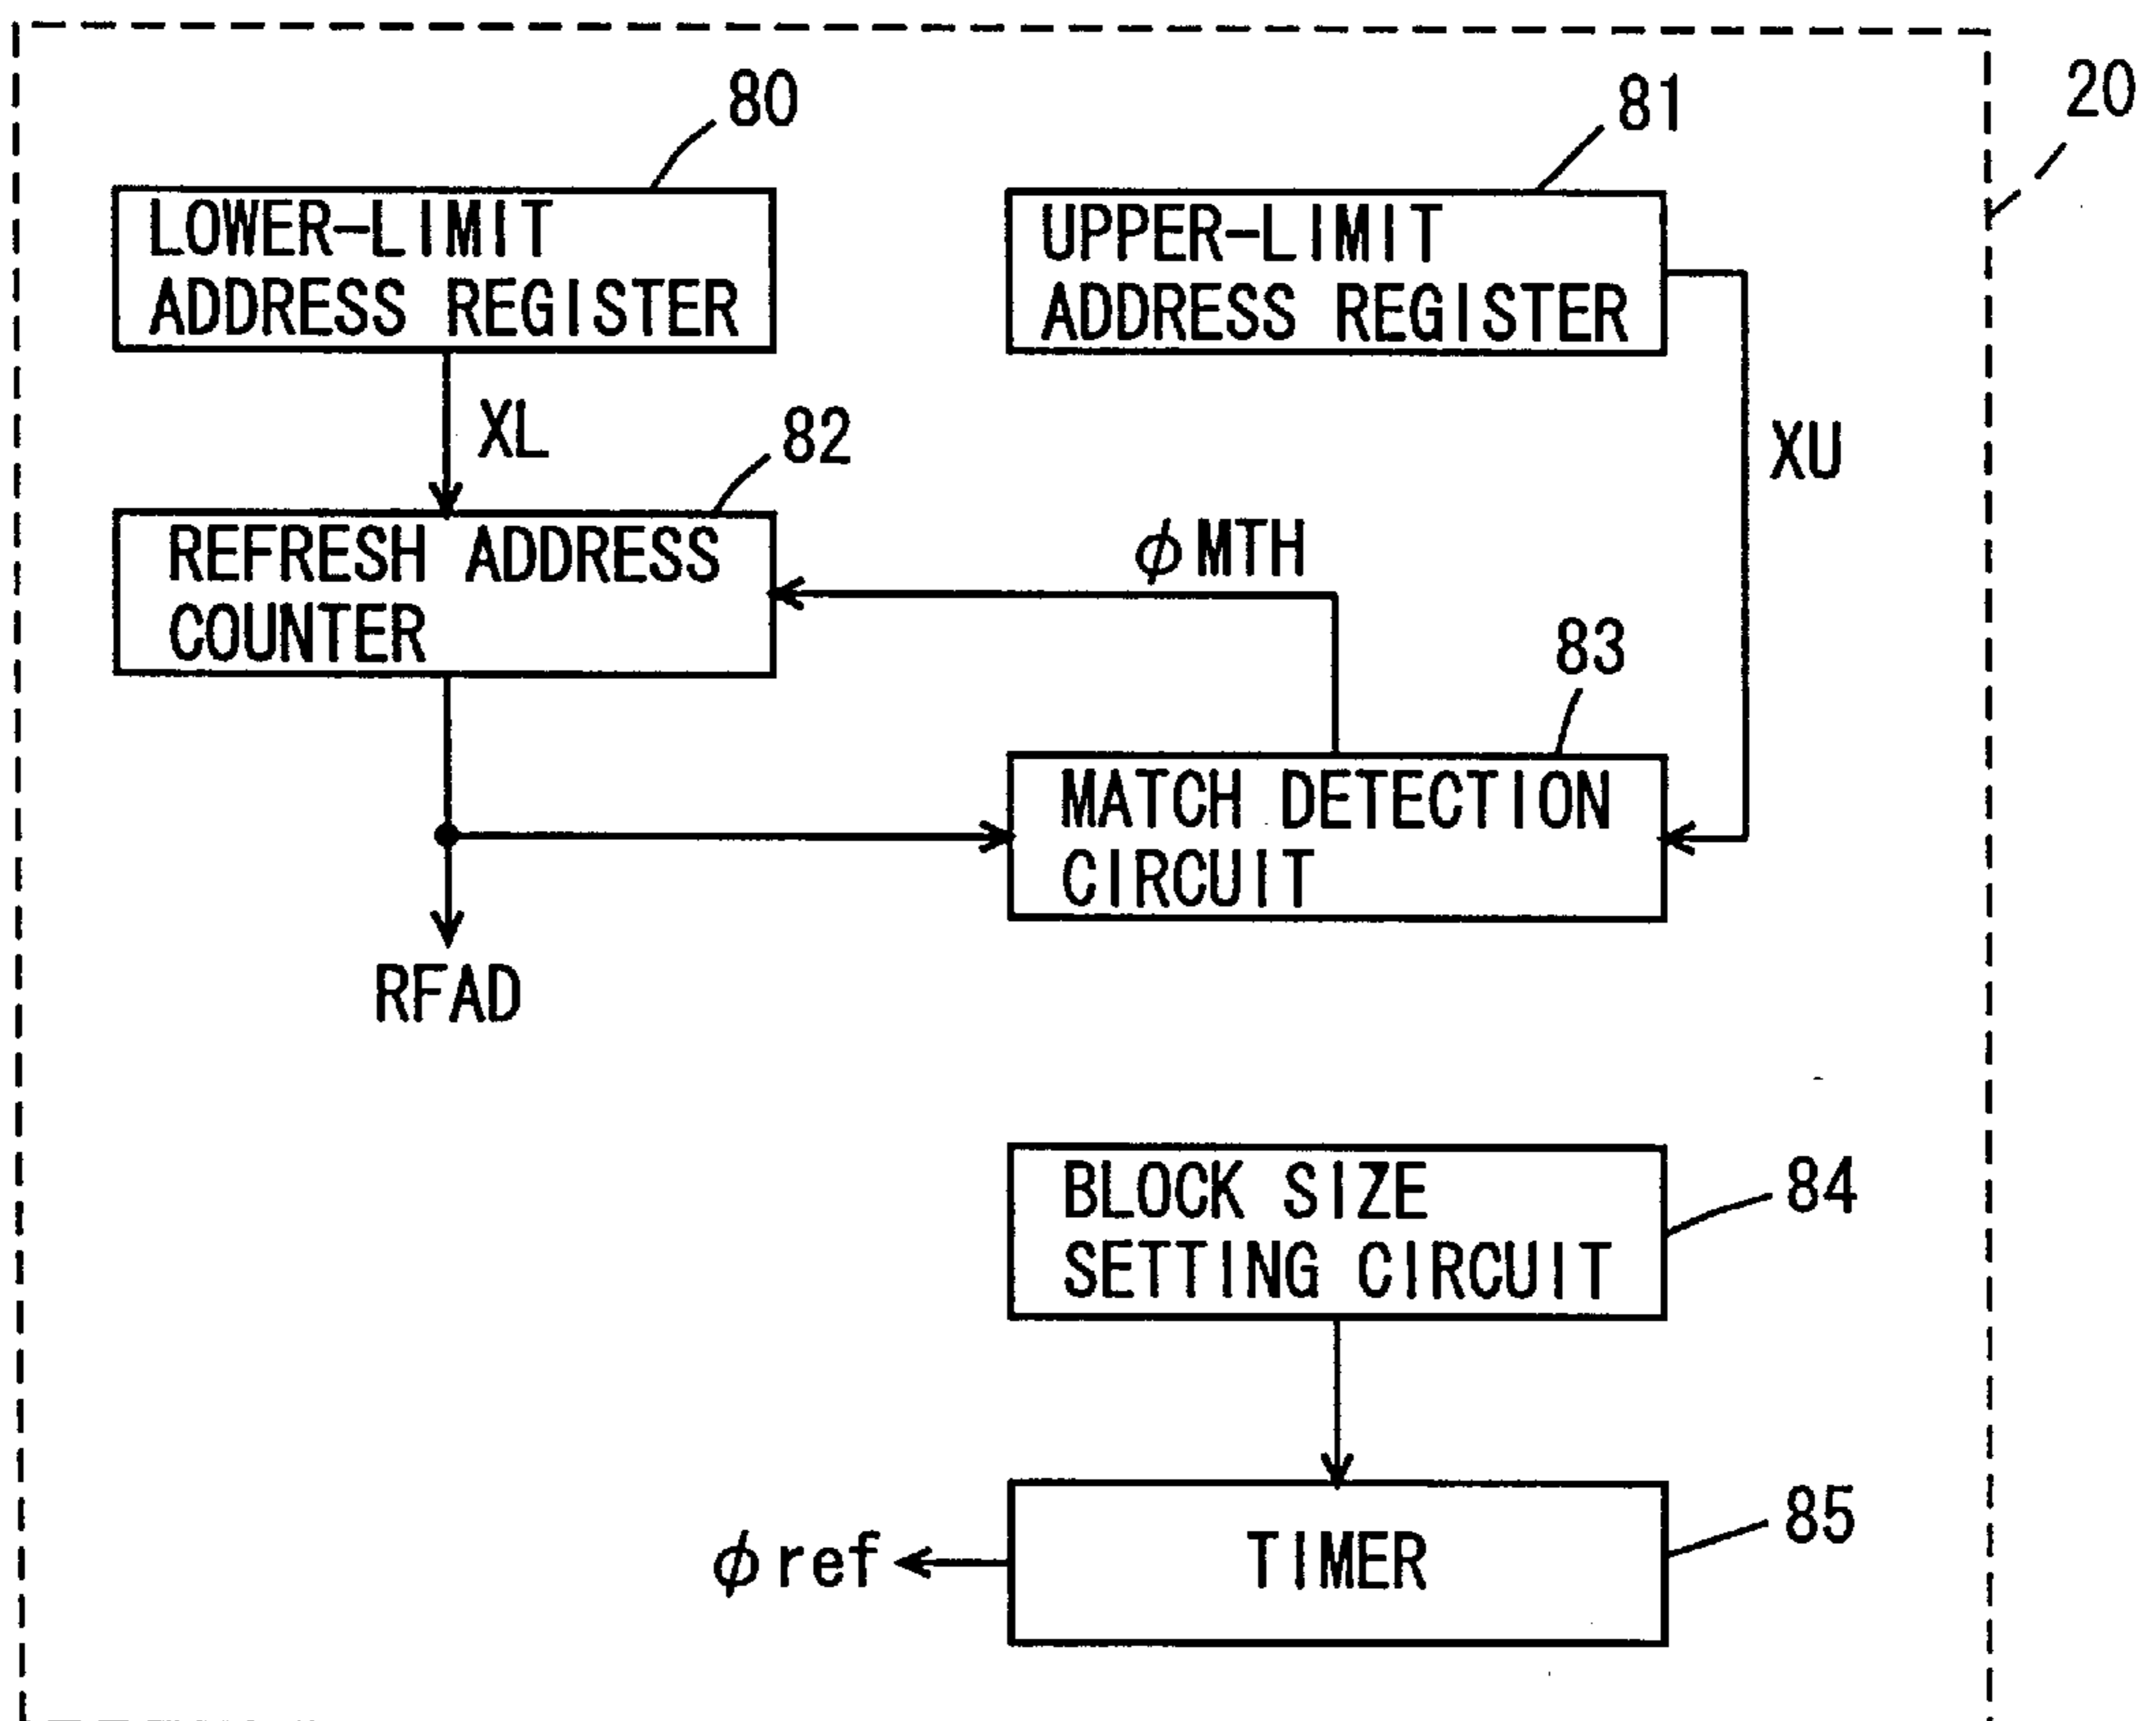 20
80
81
LOWER-LIMIT
ADDRESS REGISTER
UPPER-LIMIT
ADDRESS REGISTER
XL
XU
82
REFRESH ADDRESS
COUNTER
φMTH
83
MATCH DETECTION
CIRCUIT
RFAD
BLOCK SIZE
SETTING CIRCUIT
84
TIMER
85
φref